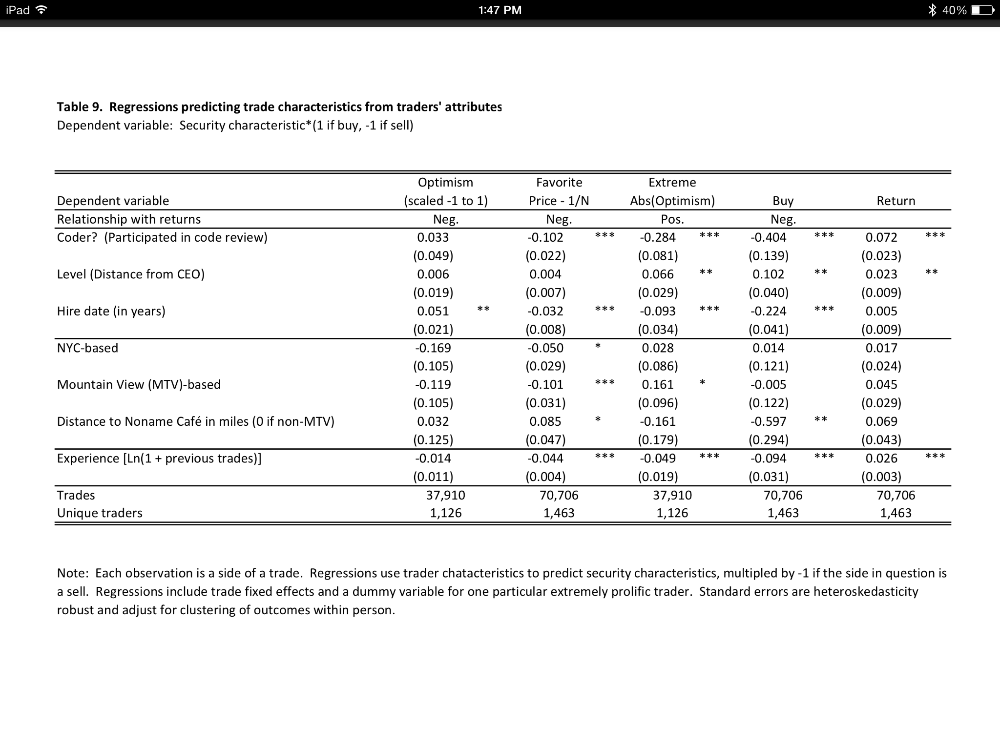 iPad 1:47 PM 40%
Table 9. Regressions predicting trade characteristics from traders' attributes
Dependent variable: Security characteristic*(1 if buy, -1 if sell)
Optimism Favorite Extreme
Dependent variable (scaled -1 to 1) Price - 1/N Abs(Optimism) Buy Return
Relationship with returns Neg. Neg. Pos. Neg.
Coder? (Participated in code review) 0.033 -0.102 *** -0.284 *** -0.404 *** 0.072 ***
(0.049) (0.022) (0.081) (0.139) (0.023)
Level (Distance from CEO) 0.006 0.004 0.066 ** 0.102 ** 0.023 **
(0.019) (0.007) (0.029) (0.040) (0.009)
Hire date (in years) 0.051 ** -0.032 *** -0.093 *** -0.224 *** 0.005
(0.021) (0.008) (0.034) (0.041) (0.009)
NYC-based -0.169 -0.050 * 0.028 0.014 0.017
(0.105) (0.029) (0.086) (0.121) (0.024)
Mountain View (MTV)-based -0.119 -0.101 *** 0.161 * -0.005 0.045
(0.105) (0.031) (0.096) (0.122) (0.029)
Distance to Noname Café in miles (0 if non-MTV) 0.032 0.085 * -0.161 -0.597 ** 0.069
(0.125) (0.047) (0.179) (0.294) (0.043)
Experience [Ln(1 + previous trades)] -0.014 -0.044 *** -0.049 *** -0.094 *** 0.026 ***
(0.011) (0.004) (0.019) (0.031) (0.003)
Trades 37,910 70,706 37,910 70,706 70,706
Unique traders 1,126 1,463 1,126 1,463 1,463
Note: Each observation is a side of a trade. Regressions use trader chatacteristics to predict security characteristics, multipled by -1 if the side in question is
a sell. Regressions include trade fixed effects and a dummy variable for one particular extremely prolific trader. Standard errors are heteroskedasticity
robust and adjust for clustering of outcomes within person.